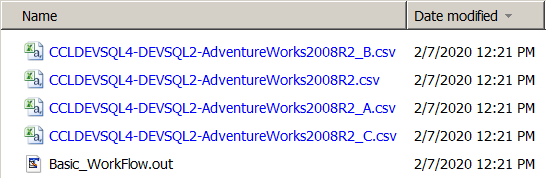 Name Date modified
CCLDEVSQL4-DEVSQL2-AdventureWorks2008R2_B.csv 2/7/2020 12:21 PM
CCLDEVSQL4-DEVSQL2-AdventureWorks2008R2.csv 2/7/2020 12:21 PM
CCLDEVSQL4-DEVSQL2-AdventureWorks2008R2_A.csv 2/7/2020 12:21 PM
CCLDEVSQL4-DEVSQL2-AdventureWorks2008R2_C.csv 2/7/2020 12:21 PM
Basic_WorkFlow.out 2/7/2020 12:21 PM